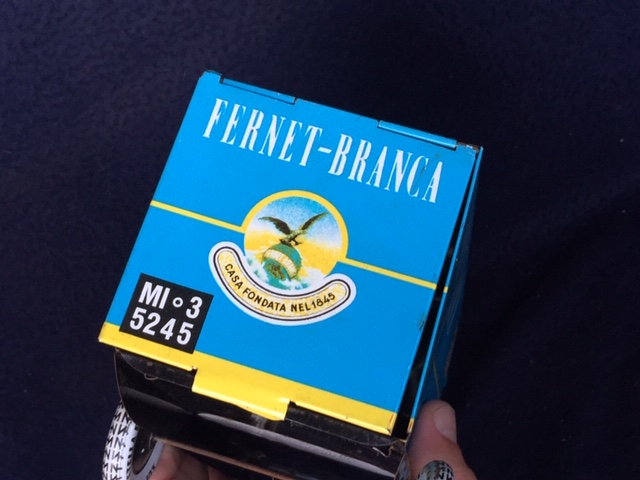 FERNET-BRANCA
CASA FONDATA NEL 1845
MI o 3
5245